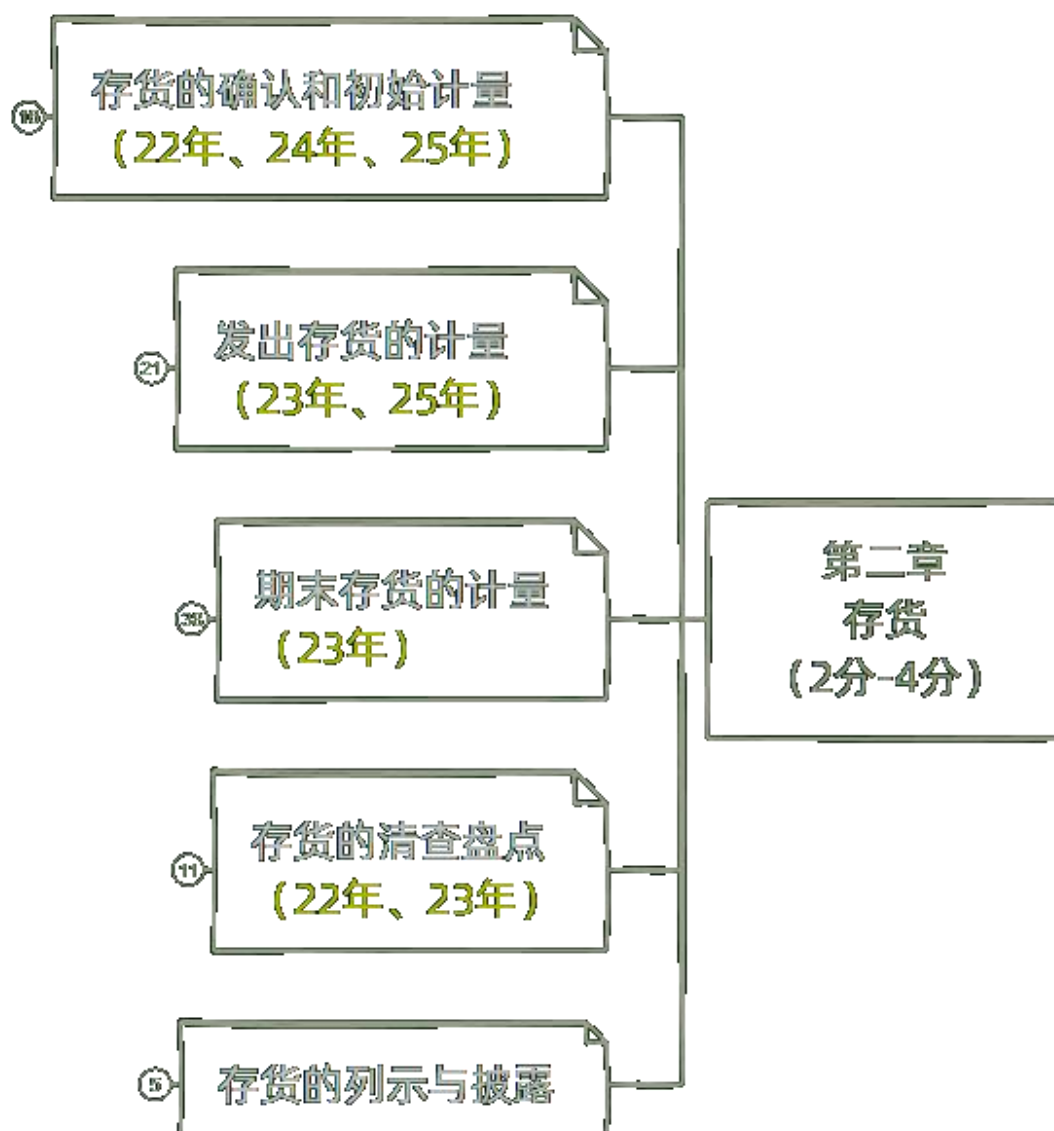 存货的确认和初始计量
（22年、24年、25年）
21
发出存货的计量
（23年、25年）
期末存货的计量
（23年）
第二章
存货
（2分-4分）
11
存货的清查盘点
（22年、23年）
5
存货的列示与披露